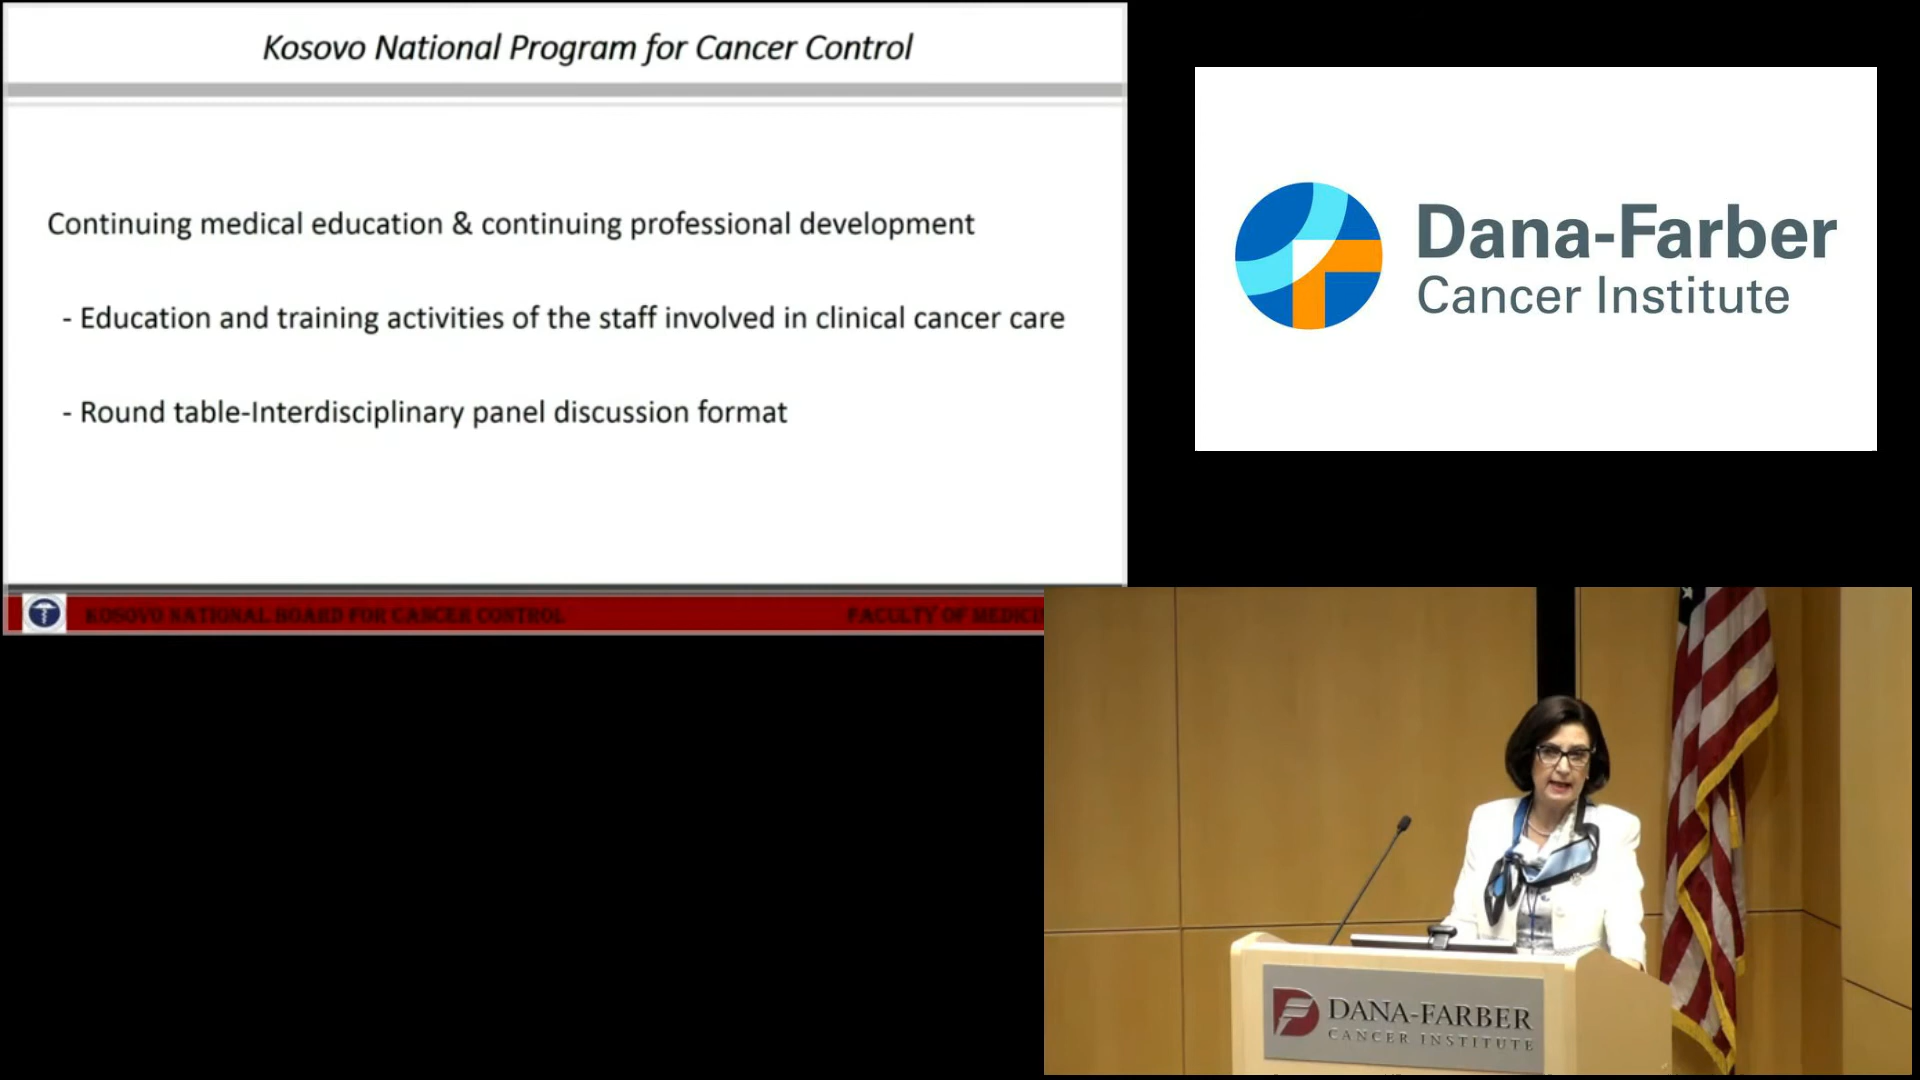 Kosovo National Program for Cancer Control
Continuing medical education & continuing professional development
- Education and training activities of the staff involved in clinical cancer care
- Round table-Interdisciplinary panel discussion format
KOSOVO NATIONAL BOARD FOR CANCER CONTROL
FACULTY OF
Dana-Farber
Cancer Institute
DANA-FARBER
CANCER INSTITUTE